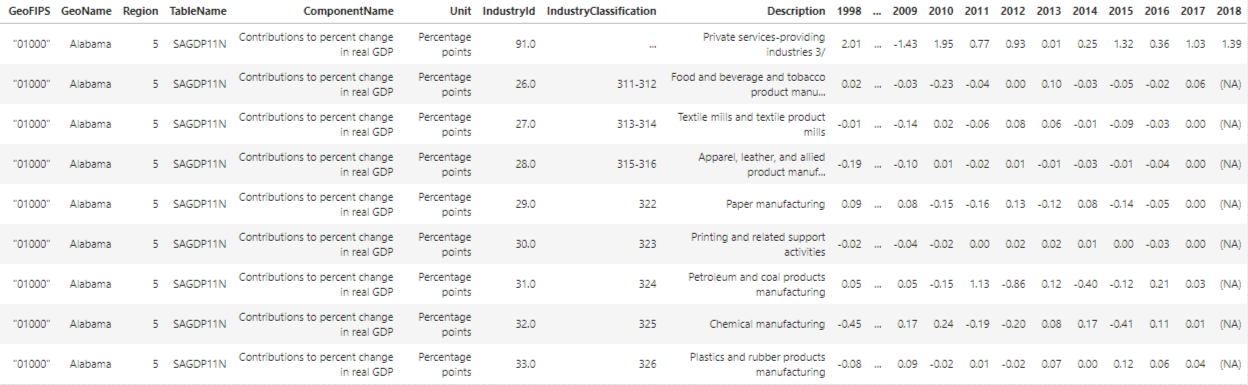 GeoFIPS GeoName Region TableName ComponentName Unit IndustryId IndustryClassification Description 1998 ... 2009 2010 2011 2012 2013 2014 2015 2016 2017 2018
"01000" Alabama 5 SAGDP11N Contributions to percent change in real GDP Percentage points 91.0 ... Private services-providing industries 3/ 2.01 ... -1.43 1.95 0.77 0.93 0.01 0.25 1.32 0.36 1.03 1.39
"01000" Alabama 5 SAGDP11N Contributions to percent change in real GDP Percentage points 26.0 311-312 Food and beverage and tobacco product manu... 0.02 ... -0.03 -0.23 -0.04 0.00 0.10 -0.03 -0.05 -0.02 0.06 (NA)
"01000" Alabama 5 SAGDP11N Contributions to percent change in real GDP Percentage points 27.0 313-314 Textile mills and textile product mills -0.01 ... -0.14 0.02 -0.06 0.08 0.06 -0.01 -0.09 -0.03 0.00 (NA)
"01000" Alabama 5 SAGDP11N Contributions to percent change in real GDP Percentage points 28.0 315-316 Apparel, leather, and allied product manuf... -0.19 ... -0.10 0.01 -0.02 0.01 -0.01 -0.03 -0.01 -0.04 0.00 (NA)
"01000" Alabama 5 SAGDP11N Contributions to percent change in real GDP Percentage points 29.0 322 Paper manufacturing 0.09 ... 0.08 -0.15 -0.16 0.13 -0.12 0.08 -0.14 -0.05 0.00 (NA)
"01000" Alabama 5 SAGDP11N Contributions to percent change in real GDP Percentage points 30.0 323 Printing and related support activities -0.02 ... -0.04 -0.02 0.00 0.02 0.02 0.01 0.00 -0.03 0.00 (NA)
"01000" Alabama 5 SAGDP11N Contributions to percent change in real GDP Percentage points 31.0 324 Petroleum and coal products manufacturing 0.05 ... 0.05 -0.15 1.13 -0.86 0.12 -0.40 -0.12 0.21 0.03 (NA)
"01000" Alabama 5 SAGDP11N Contributions to percent change in real GDP Percentage points 32.0 325 Chemical manufacturing -0.45 ... 0.17 0.24 -0.19 -0.20 0.08 0.17 -0.41 0.11 0.01 (NA)
"01000" Alabama 5 SAGDP11N Contributions to percent change in real GDP Percentage points 33.0 326 Plastics and rubber products manufacturing -0.08 ... 0.09 -0.02 0.01 -0.02 0.07 0.00 0.12 0.06 0.04 (NA)